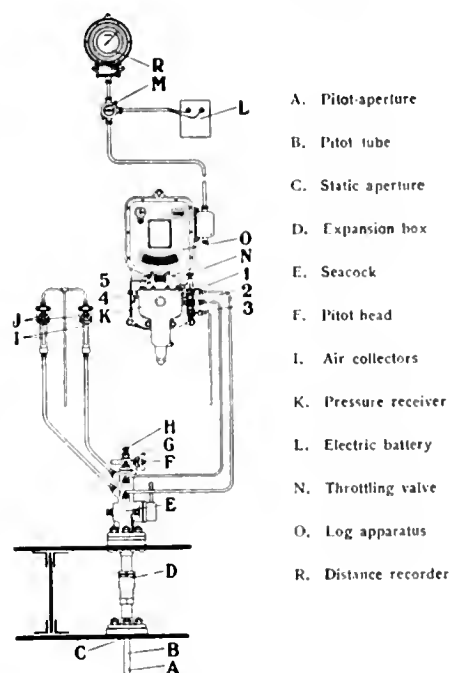 R
M
L
O
N
1
2
3
5
4
K
J
I
H
G
F
E
D
C
B
A
A. Pitot-aperture
B. Pitot tube
C. Static aperture
D. Expansion box
E. Seacock
F. Pitot head
I. Air collectors
K. Pressure receiver
L. Electric battery
N. Throttling valve
O. Log apparatus
R. Distance recorder